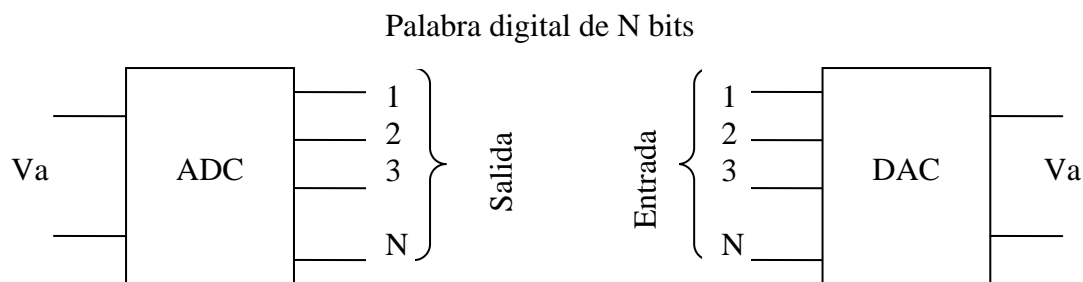 Palabra digital de N bits
Va
ADC
1
2
3
N
Salida
Entrada
1
2
3
N
DAC
Va